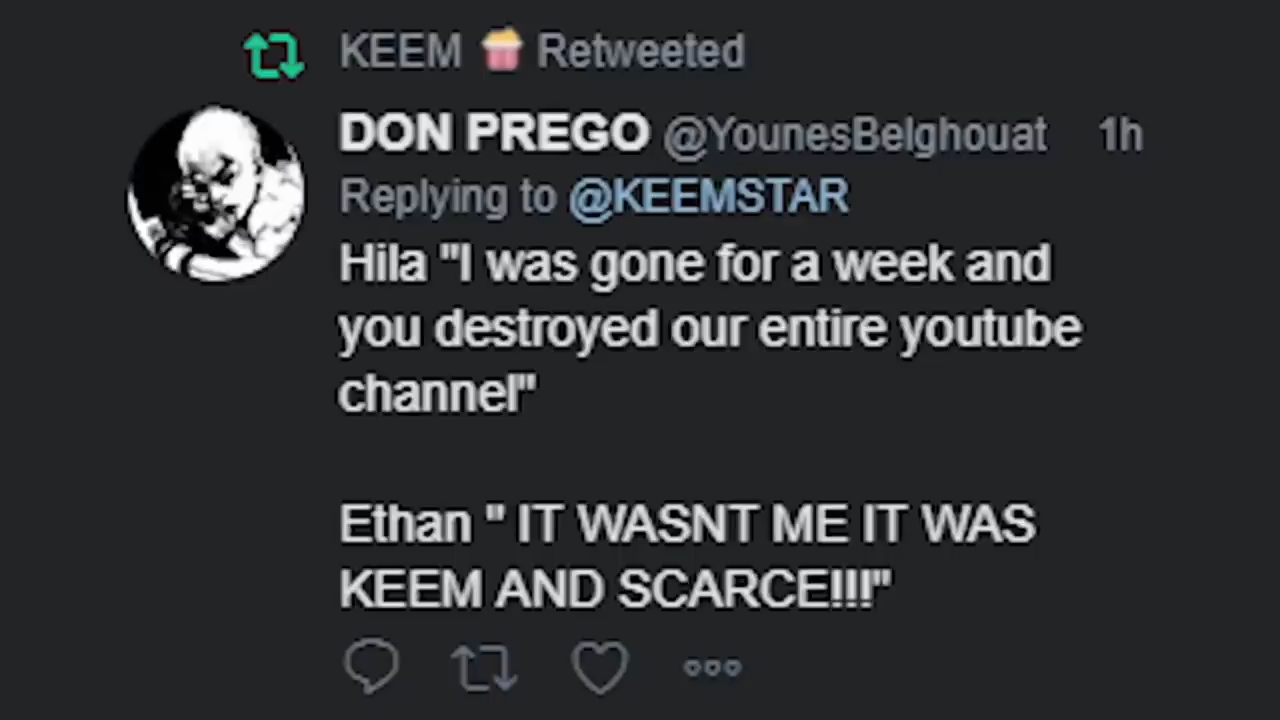 KEEM 🍿 Retweeted
DON PREGO @YounesBelghouat 1h
Replying to @KEEMSTAR
Hila "I was gone for a week and
you destroyed our entire youtube
channel"
Ethan " IT WASNT ME IT WAS
KEEM AND SCARCE!!!"